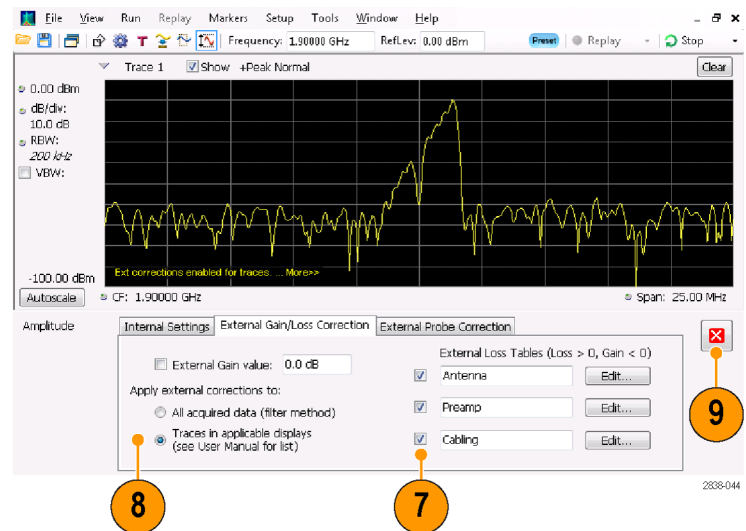 File View Run Replay Markers Setup Tools Window Help
Frequency: 1.90000 GHz RefLev: 0.00 dBm Preset Replay Stop
Trace 1 Show +Peak Normal Clear
0.00 dBm
dB/div:
10.0 dB
RBW:
200 kHz
VBW:
-100.00 dBm
Ext corrections enabled for traces. ... More>>
Autoscale CF: 1.90000 GHz Span: 25.00 MHz
Amplitude Internal Settings External Gain/Loss Correction External Probe Correction
External Gain value: 0.0 dB
External Loss Tables (Loss > 0, Gain < 0)
Antenna Edit...
Apply external corrections to:
All acquired data (filter method)
Preamp Edit...
Traces in applicable displays
(see User Manual for list)
Cabling Edit...
9
8
7
2838-044